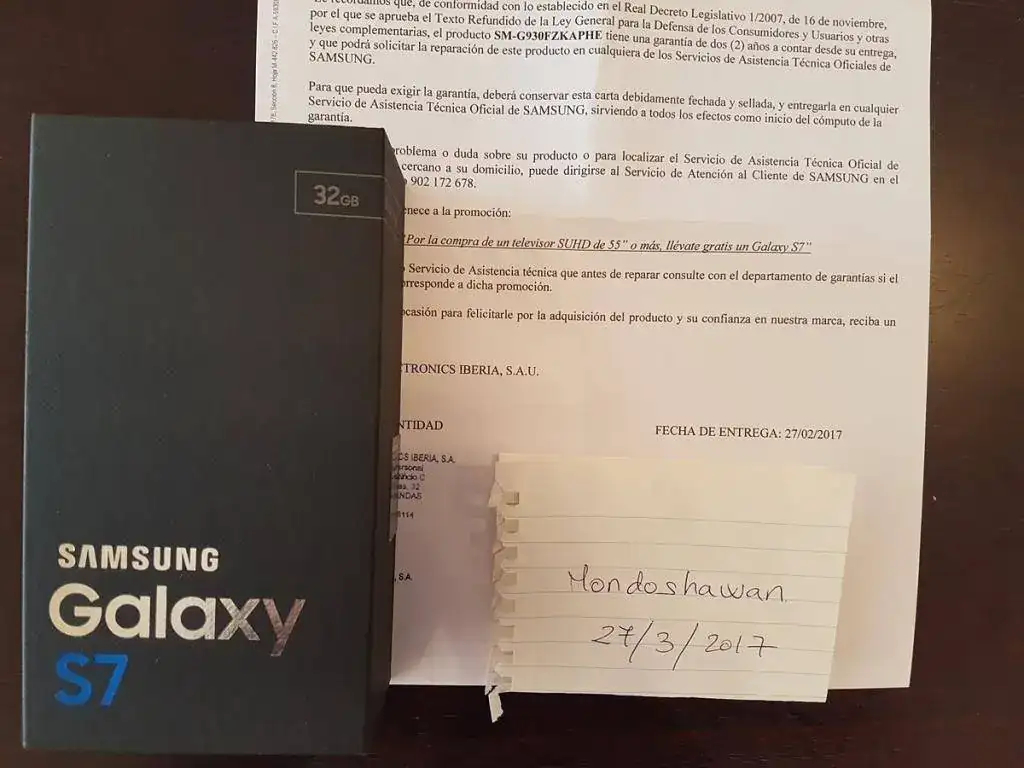 recordamos que, de conformidad con lo establecido en el Real Decreto Legislativo 1/2007, de 16 de noviembre,
por el que se aprueba el Texto Refundido de la Ley General para la Defensa de los Consumidores y Usuarios y otras
leyes complementarias, el producto SM-G930FZKAPHE tiene una garantía de dos (2) años a contar desde su entrega,
y que podrá solicitar la reparación de este producto en cualquiera de los Servicios de Asistencia Técnica Oficiales de
SAMSUNG.
Para que pueda exigir la garantía, deberá conservar esta carta debidamente fechada y sellada, y entregarla en cualquier
Servicio de Asistencia Técnica Oficial de SAMSUNG, sirviendo a todos los efectos como inicio del cómputo de la
garantía.
roblema o duda sobre su producto o para localizar el Servicio de Asistencia Técnica Oficial de
cercano a su domicilio, puede dirigirse al Servicio de Atención al Cliente de SAMSUNG en el
902 172 678.
enece a la promoción:
"Por la compra de un televisor SUHD de 55" o más, llévate gratis un Galaxy S7"
Servicio de Asistencia técnica que antes de reparar consulte con el departamento de garantías si el
rresponde a dicha promoción.
ocasión para felicitarle por la adquisición del producto y su confianza en nuestra marca, reciba un
TRONICS IBERIA, S.A.U.
NTIDAD
FECHA DE ENTREGA: 27/02/2017
CS IBERIA, S.A.
ersonal
as, 32
NDAS
, S.A.
32GB
SAMSUNG
Galaxy
S7
Mondoshawan
27/3/2017